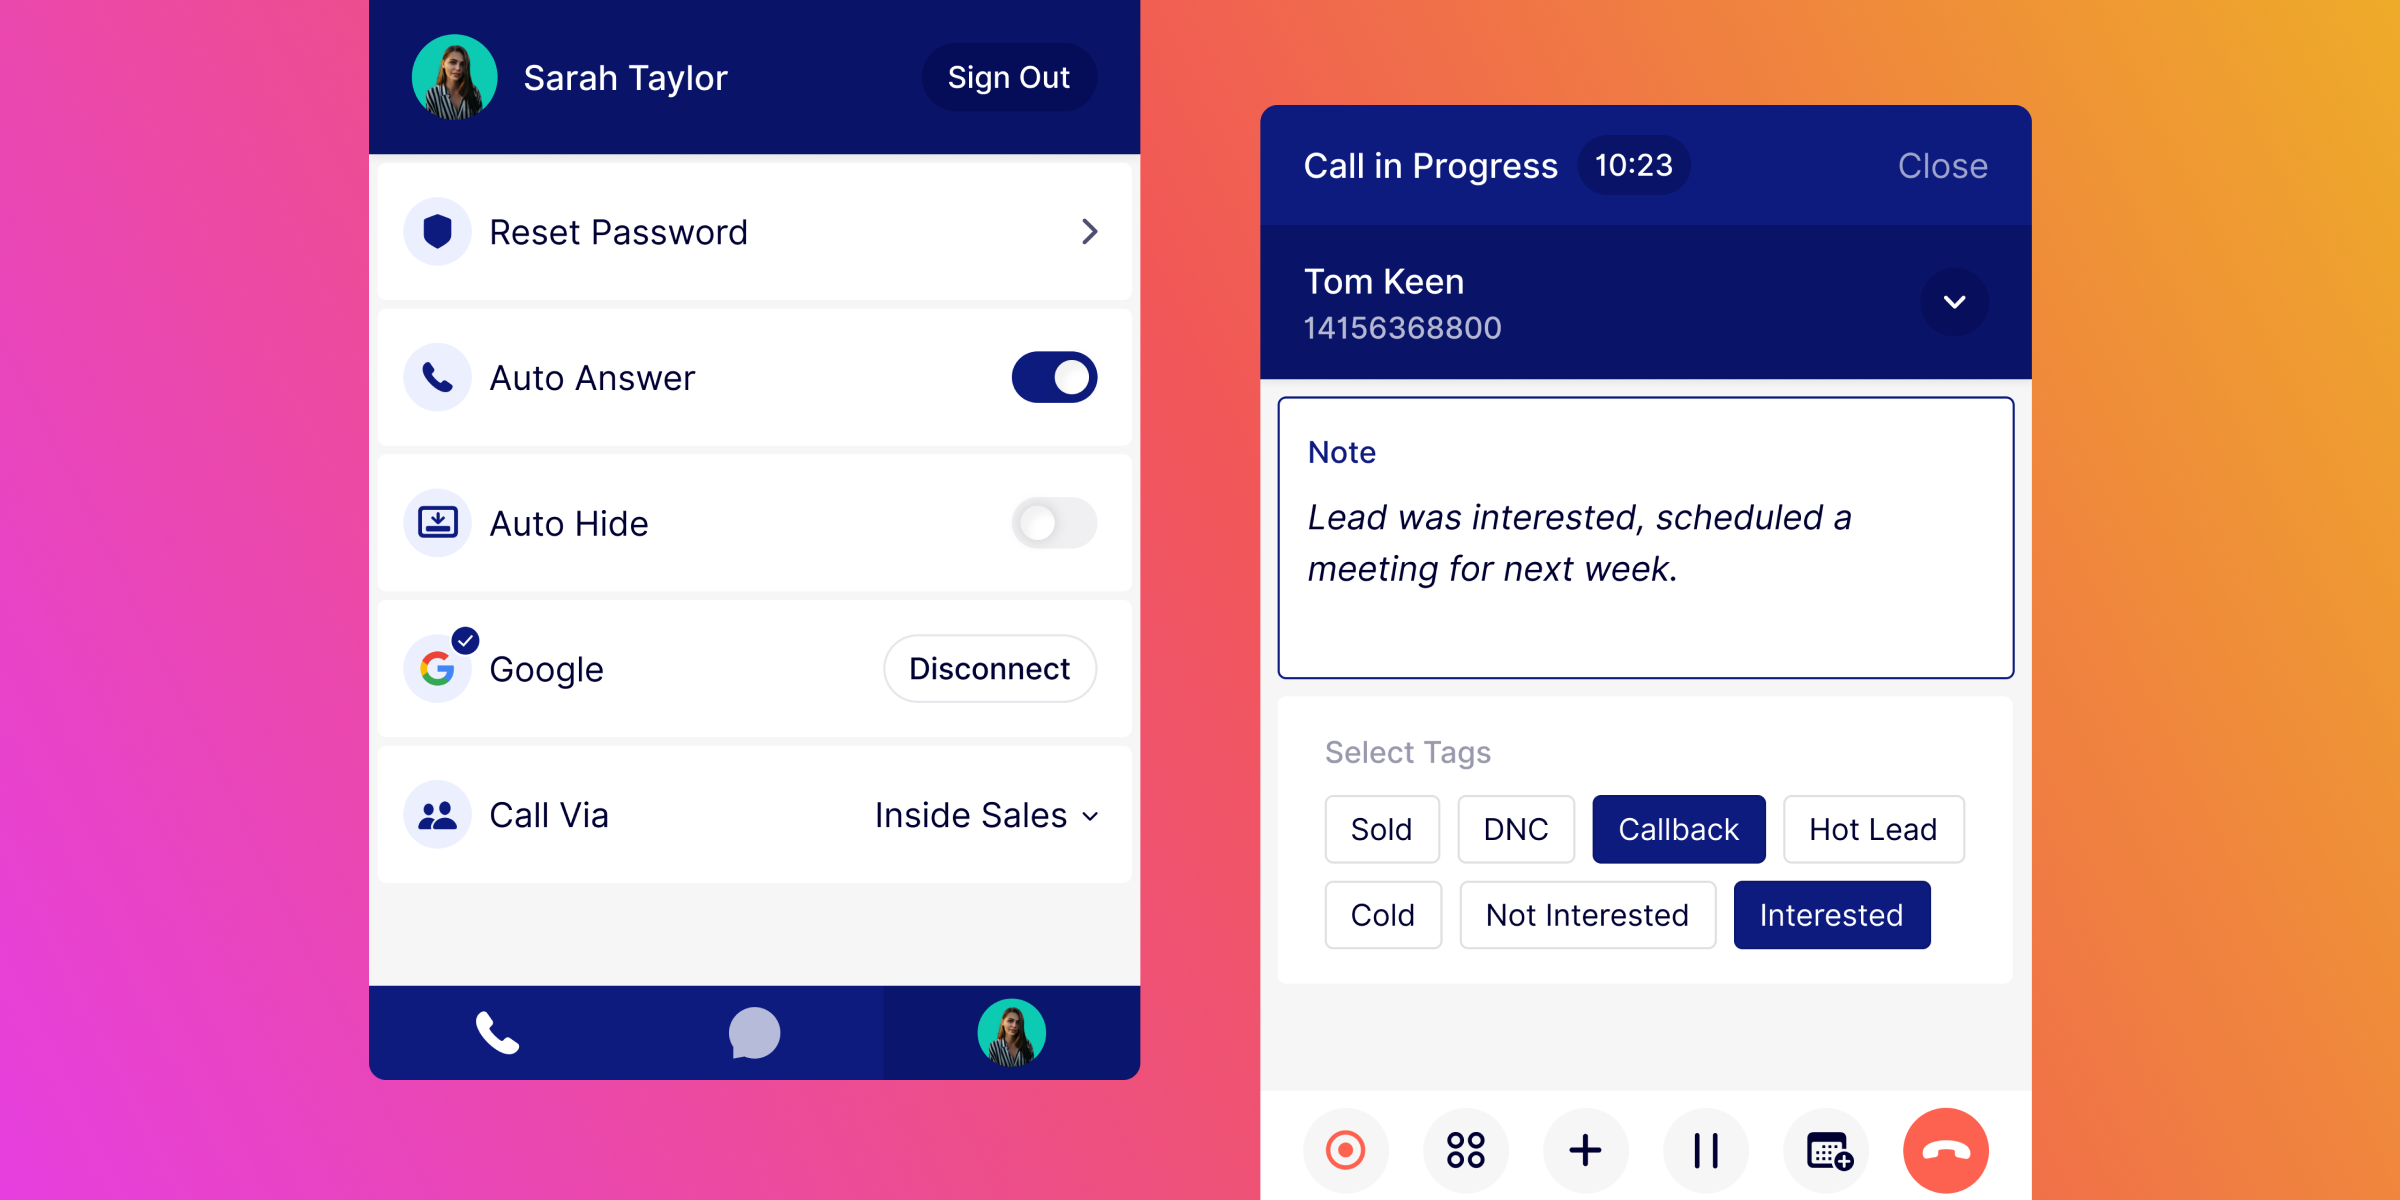 Sarah Taylor
Sign Out
Reset Password
Auto Answer
Auto Hide
Google
Disconnect
Call Via
Inside Sales
Call in Progress
10:23
Close
Tom Keen
14156368800
Note
Lead was interested, scheduled a
meeting for next week.
Select Tags
Sold
DNC
Callback
Hot Lead
Cold
Not Interested
Interested